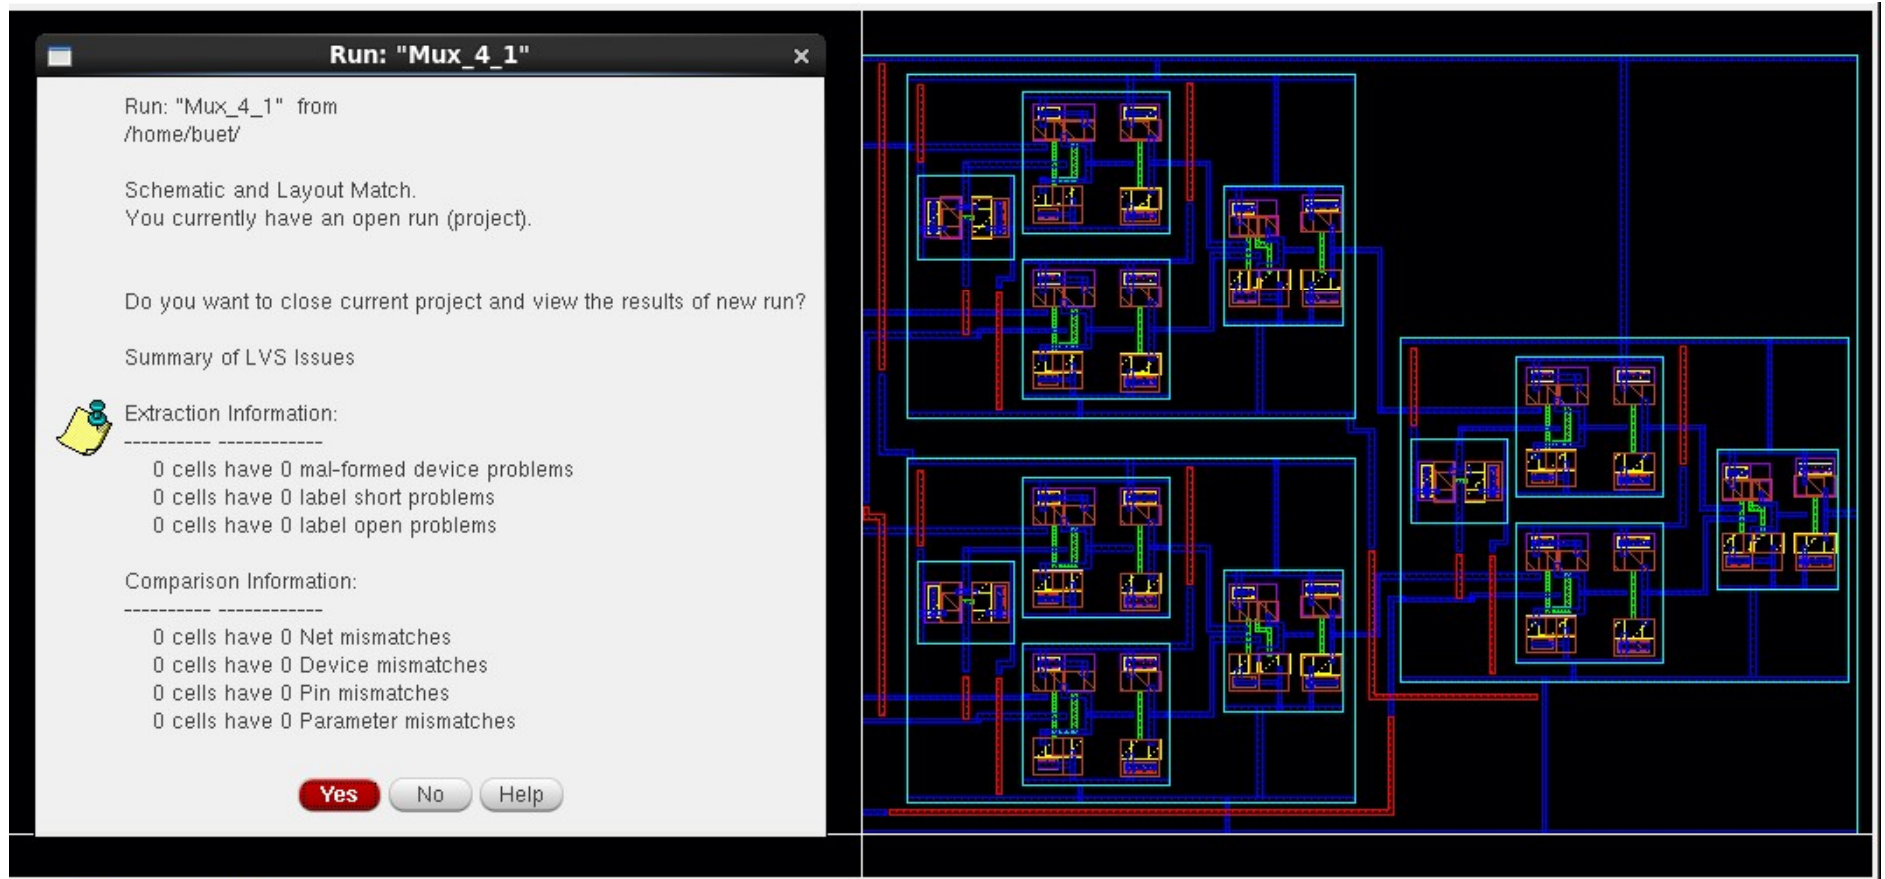 Run: "Mux_4_1"
Run: "Mux_4_1" from
/home/buet/
Schematic and Layout Match.
You currently have an open run (project).
Do you want to close current project and view the results of new run?
Summary of LVS Issues
Extraction Information:
---------- ------------
0 cells have 0 mal-formed device problems
0 cells have 0 label short problems
0 cells have 0 label open problems
Comparison Information:
---------- ------------
0 cells have 0 Net mismatches
0 cells have 0 Device mismatches
0 cells have 0 Pin mismatches
0 cells have 0 Parameter mismatches
Yes No Help